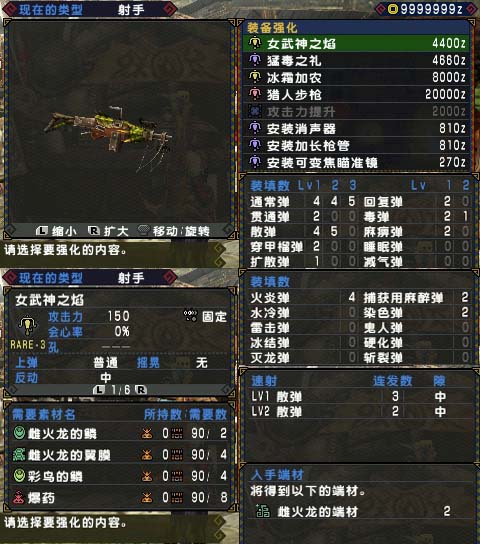 现在的类型 射手
9999999z
装备强化
女武神之焰 4400z
猛毒之礼 4660z
冰霜加农 8000z
猎人步枪 20000z
攻击力提升 2000z
安装消声器 810z
安装加长枪管 810z
安装可变焦瞄准镜 270z
L 缩小 R 扩大 移动/旋转
请选择要强化的内容。
装填数 Lv 1 2 3 Lv 1 2
通常弹 4 4 5 回复弹 2 0
贯通弹 2 0 0 毒弹 2 1
散弹 4 5 0 麻痹弹 2 0
穿甲榴弹 2 0 0 睡眠弹 0 0
扩散弹 1 0 0 减气弹 0 0
现在的类型 射手
女武神之焰
攻击力 150 固定
会心率 0%
RARE-3 孔 ---
上弹 普通 摇晃 无
反动 中
L 1/6 R
装填数
火炎弹 4 捕获用麻醉弹 2
水冷弹 0 染色弹 2
雷击弹 0 鬼人弹 0
冰结弹 0 硬化弹 0
灭龙弹 0 斩裂弹 0
速射 连发数 隙
LV1 散弹 3 中
LV2 散弹 2 中
需要素材名 所持数 需要数
雌火龙的鳞 0 90/ 2
雌火龙的翼膜 0 90/ 4
彩鸟的鳞 0 90/ 4
爆药 0 90/ 8
请选择要强化的内容。
入手端材
将得到以下的端材。
雌火龙的端材 2